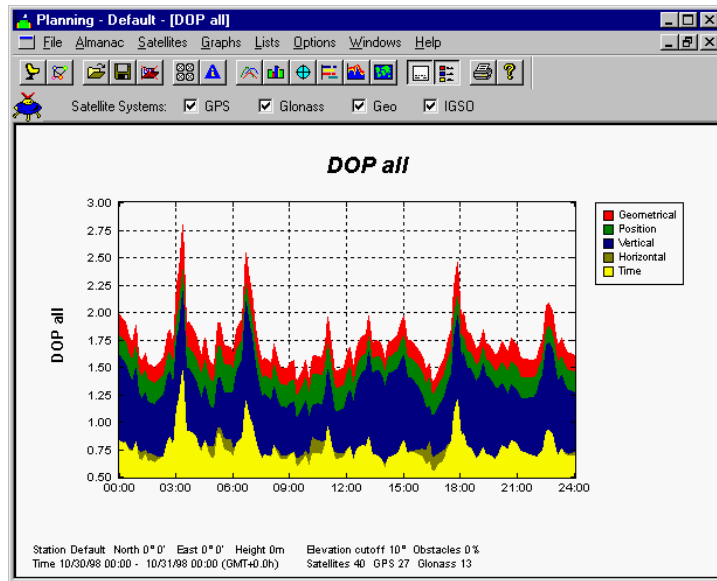 Planning - Default - [DOP all]
File Almanac Satellites Graphs Lists Options Windows Help
Satellite Systems: GPS Glonass Geo IGSO
DOP all
3.00
2.75
2.50
2.25
2.00
1.75
1.50
1.25
1.00
0.75
0.50
DOP all
00:00 03:00 06:00 09:00 12:00 15:00 18:00 21:00 24:00
Geometrical
Position
Vertical
Horizontal
Time
Station Default North 0° 0' East 0° 0' Height 0m Elevation cutoff 10° Obstacles 0%
Time 10/30/98 00:00 - 10/31/98 00:00 (GMT+0.0h) Satellites 40 GPS 27 Glonass 13